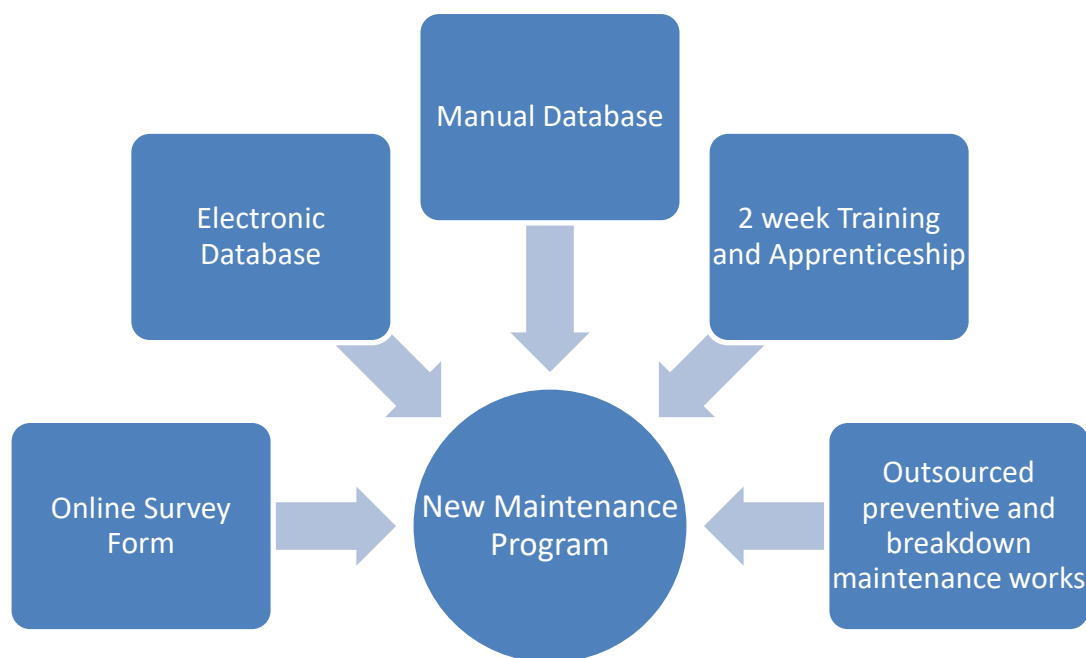 Manual Database
Electronic
Database
2 week Training
and Apprenticeship
Online Survey
Form
New Maintenance
Program
Outsourced
preventive and
breakdown
maintenance works